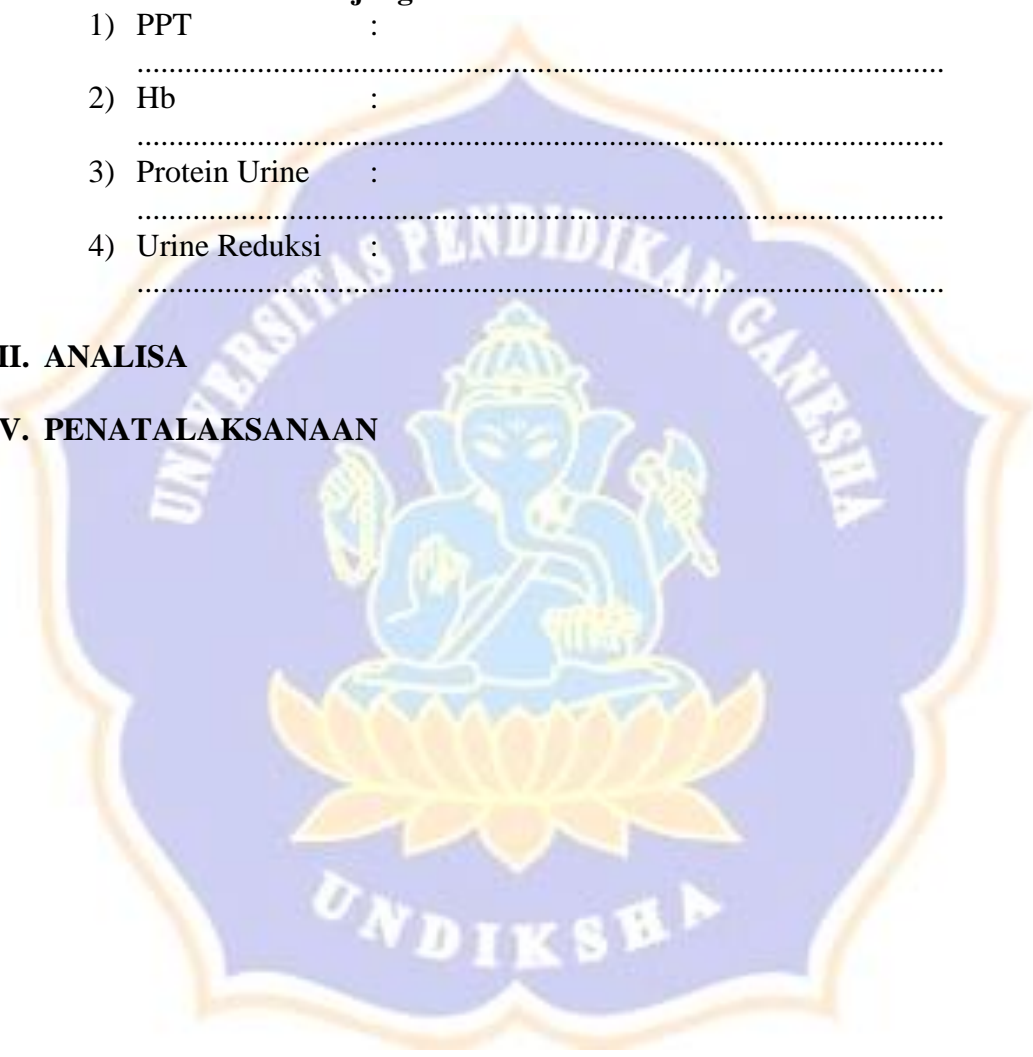 1) PPT :
........................................................................................................
2) Hb :
........................................................................................................
3) Protein Urine :
........................................................................................................
4) Urine Reduksi :
........................................................................................................
II. ANALISA
V. PENATALAKSANAAN
UNIVERSITAS PENDIDIKAN GANESHA
UNDIKSHA